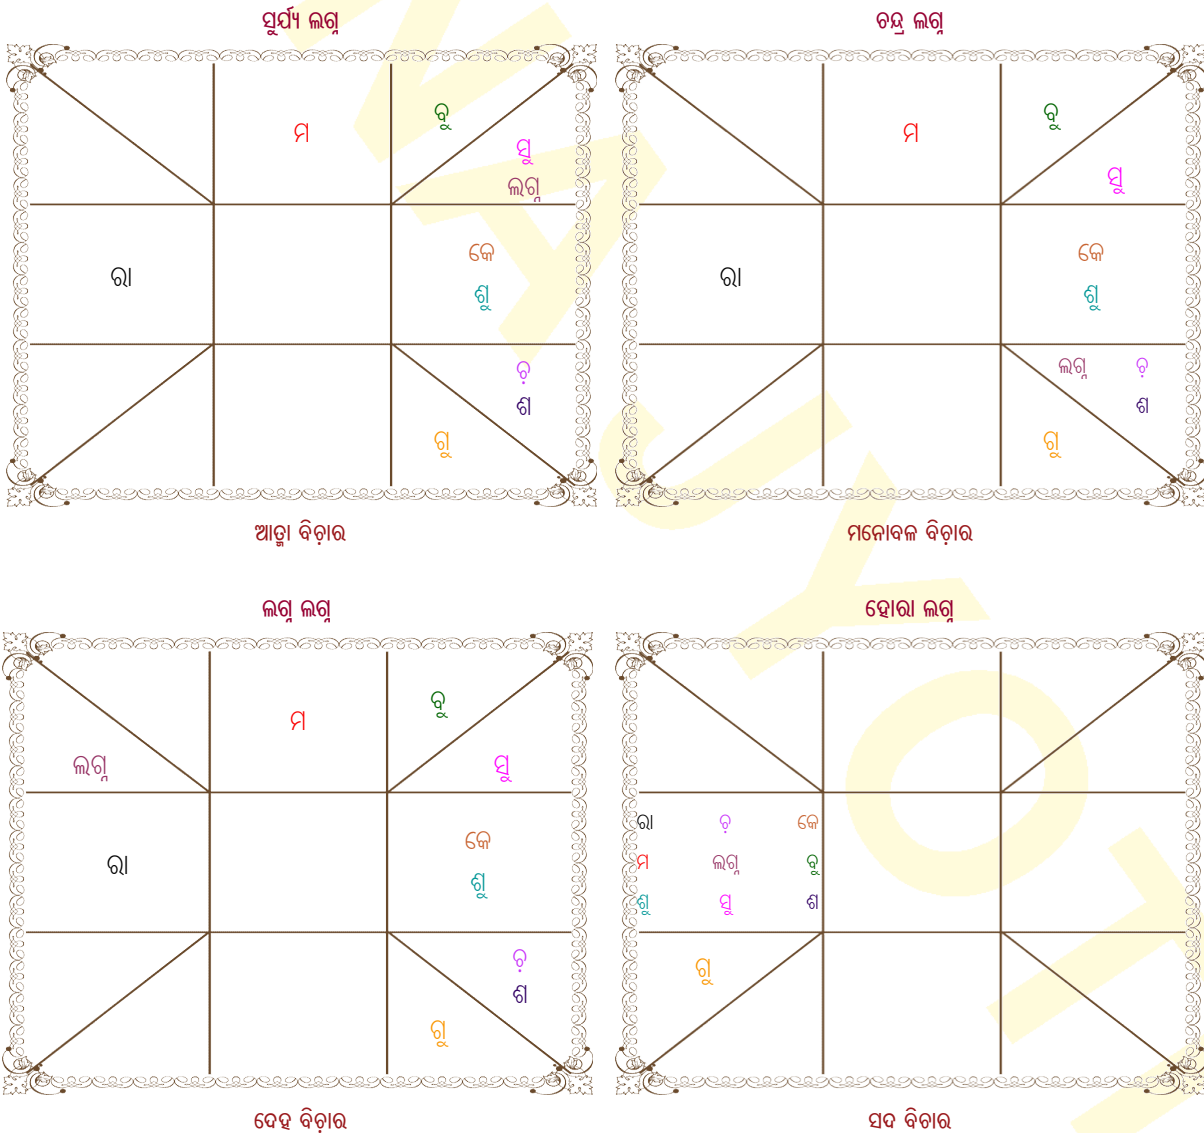 ସୁର୍ଯ୍ୟ ଲଗ୍ନ
ମ
ବୁ
ସୁ
ଲଗ୍ନ
ରା
କେ
ଶୁ
ଚ଼
ଶ
ଗୁ
ଆତ୍ମା ବିଚ଼ାର
ଚନ୍ଦ୍ର ଲଗ୍ନ
ମ
ବୁ
ସୁ
ରା
କେ
ଶୁ
ଲଗ୍ନ ଚ଼
ଶ
ଗୁ
ମନୋବଳ ବିଚ଼ାର
ଲଗ୍ନ ଲଗ୍ନ
ମ
ବୁ
ଲଗ୍ନ
ସୁ
ରା
କେ
ଶୁ
ଚ଼
ଶ
ଗୁ
ଦେହ ବିଚ଼ାର
ହୋରା ଲଗ୍ନ
ରା ଚ଼ କେ
ମ ଲଗ୍ନ ବୁ
ଶୁ ସୁ ଶ
ଗୁ
ସଦ ବିଚାର